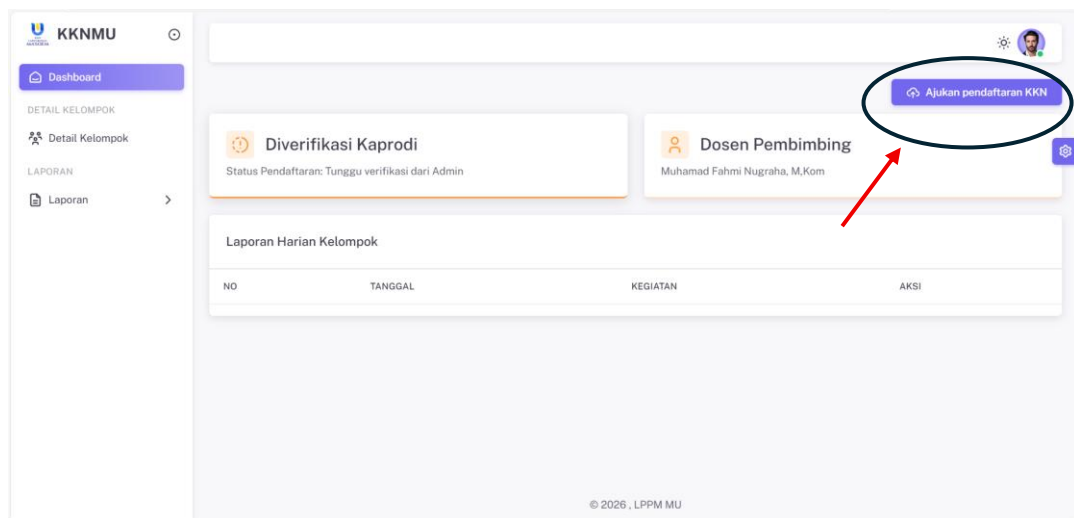 KKNMU
Dashboard
DETAIL KELOMPOK
Detail Kelompok
LAPORAN
Laporan
Ajukan pendaftaran KKN
Diverifikasi Kaprodi
Status Pendaftaran: Tunggu verifikasi dari Admin
Dosen Pembimbing
Muhamad Fahmi Nugraha, M,Kom
Laporan Harian Kelompok
NO TANGGAL KEGIATAN AKSI
© 2026 , LPPM MU